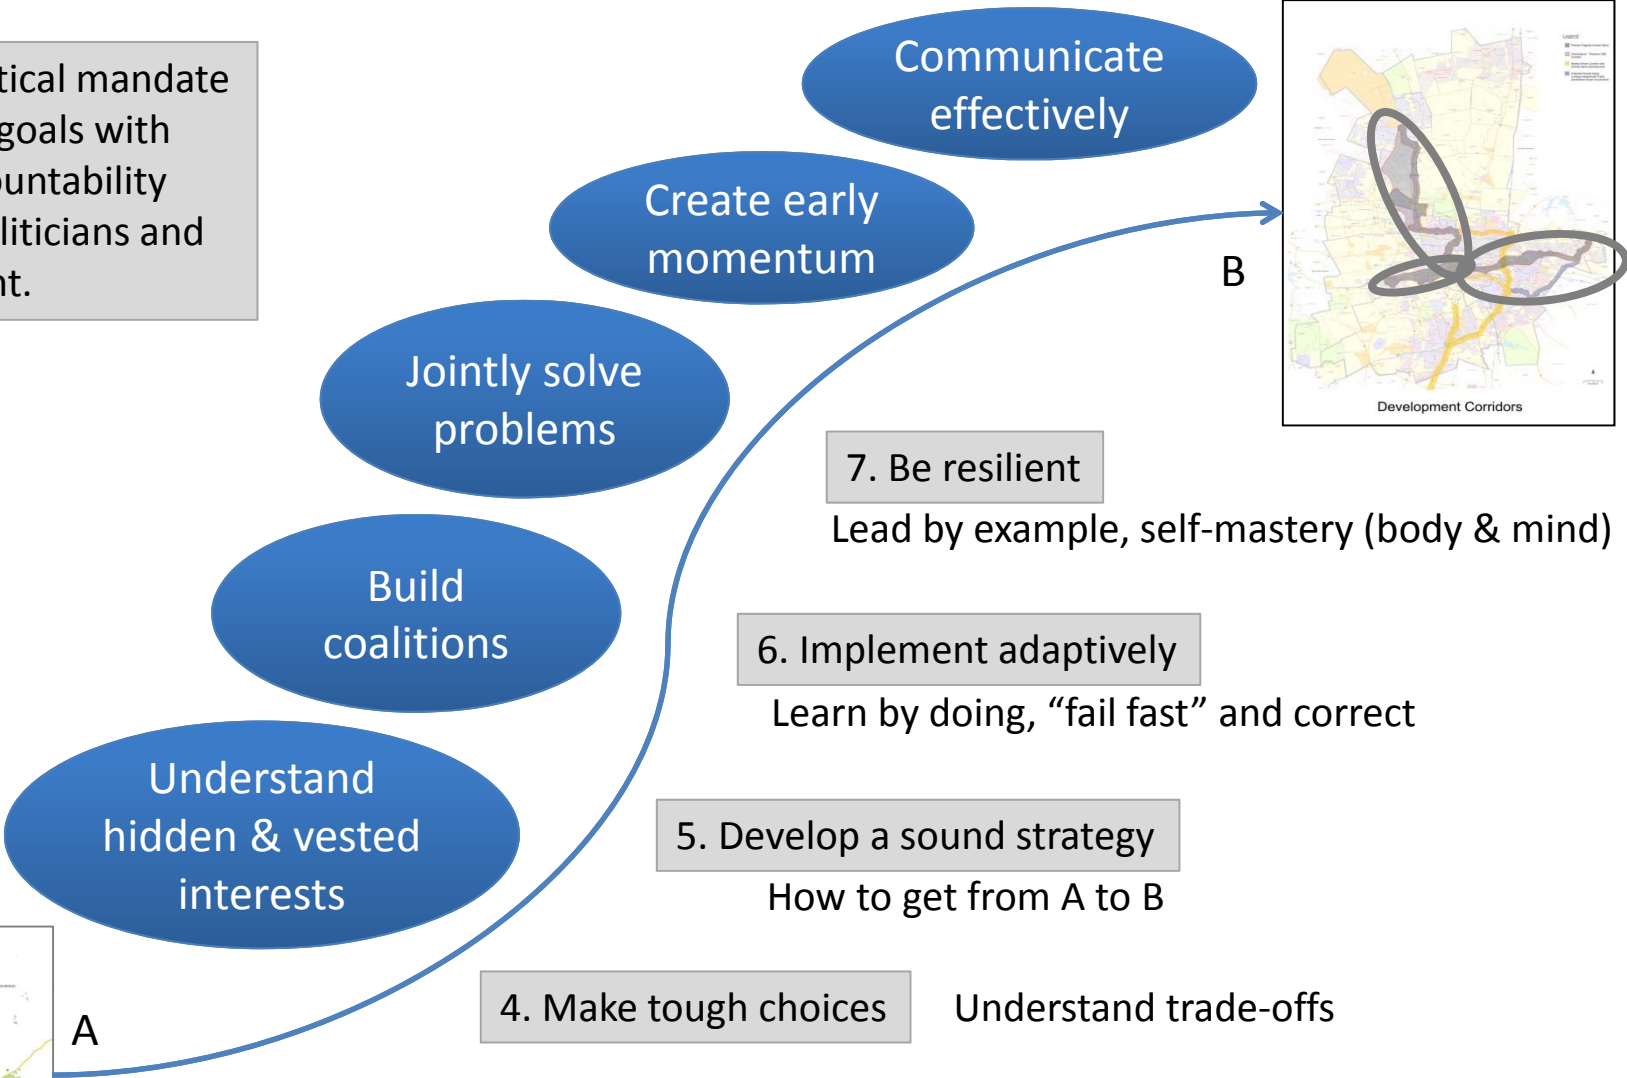 tical mandate
goals with
ountability
liticians and
nt.
Communicate
effectively
Create early
momentum
Jointly solve
problems
Build
coalitions
Understand
hidden & vested
interests
A
B
Legend
Development Corridors
7. Be resilient
Lead by example, self-mastery (body & mind)
6. Implement adaptively
Learn by doing, “fail fast” and correct
5. Develop a sound strategy
How to get from A to B
4. Make tough choices
Understand trade-offs